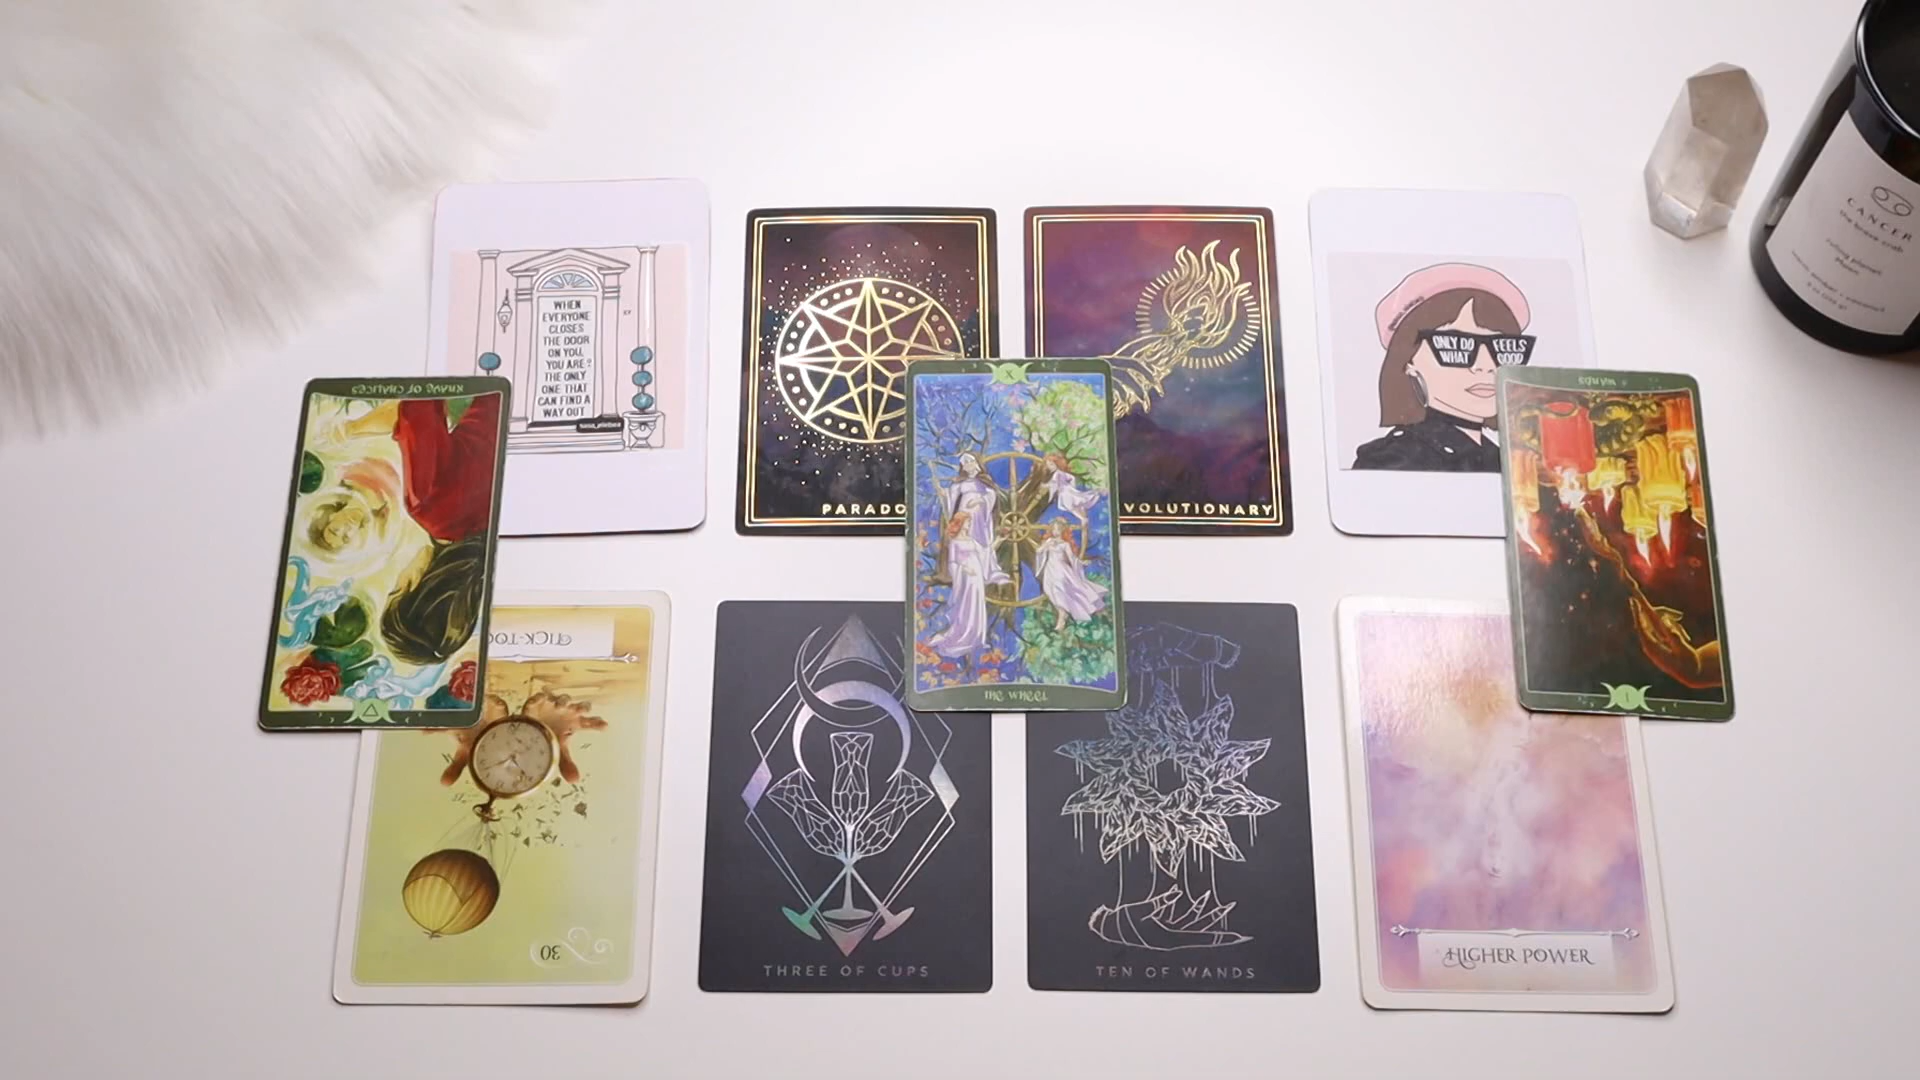 WHEN
EVERYONE
CLOSES
THE DOOR
ON YOU,
YOU ARE
THE ONLY
ONE THAT
CAN FIND A
WAY OUT
PARADO
VOLUTIONARY
ONLY DO
WHAT
FEELS
GOOD
CANCER
the brave crab
KNAVE OF CHALICES
X
THE WHEEL
WANDS
I
TICK-TOC
30
THREE OF CUPS
TEN OF WANDS
HIGHER POWER